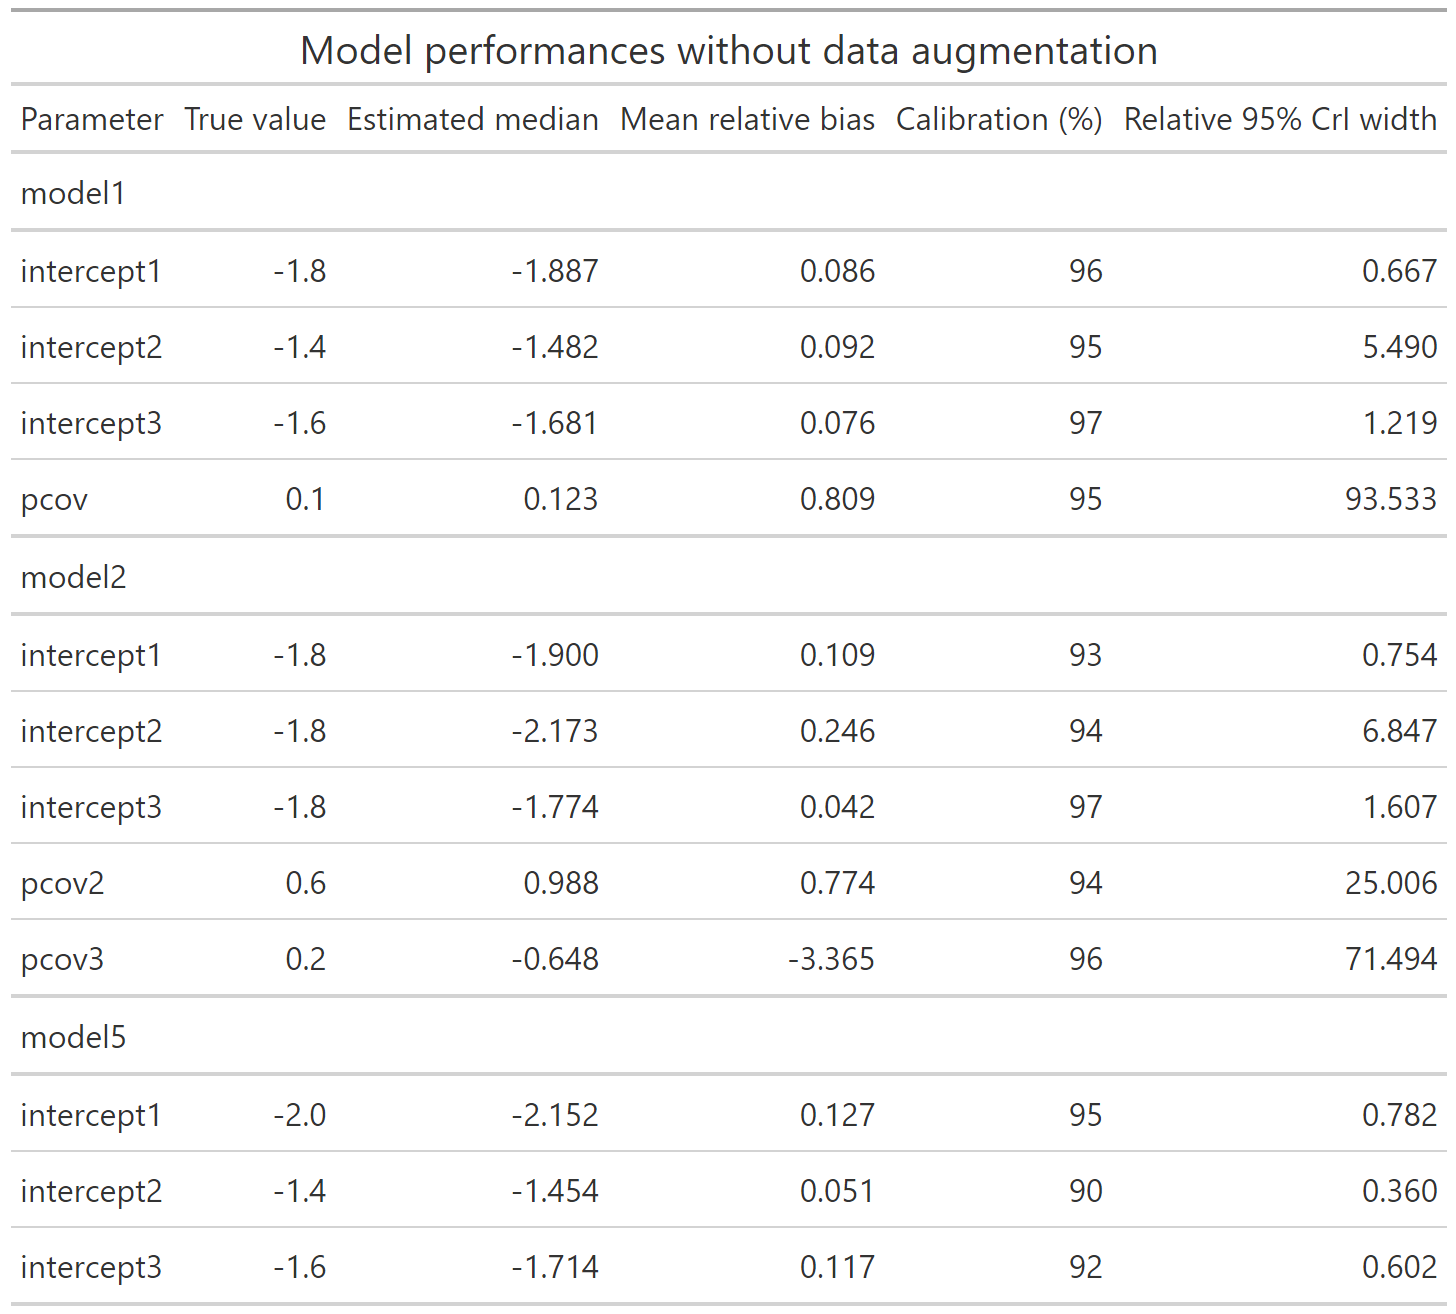 Model performances without data augmentation
Parameter True value Estimated median Mean relative bias Calibration (%) Relative 95% CrI width
model1
intercept1 -1.8 -1.887 0.086 96 0.667
intercept2 -1.4 -1.482 0.092 95 5.490
intercept3 -1.6 -1.681 0.076 97 1.219
pcov 0.1 0.123 0.809 95 93.533
model2
intercept1 -1.8 -1.900 0.109 93 0.754
intercept2 -1.8 -2.173 0.246 94 6.847
intercept3 -1.8 -1.774 0.042 97 1.607
pcov2 0.6 0.988 0.774 94 25.006
pcov3 0.2 -0.648 -3.365 96 71.494
model5
intercept1 -2.0 -2.152 0.127 95 0.782
intercept2 -1.4 -1.454 0.051 90 0.360
intercept3 -1.6 -1.714 0.117 92 0.602